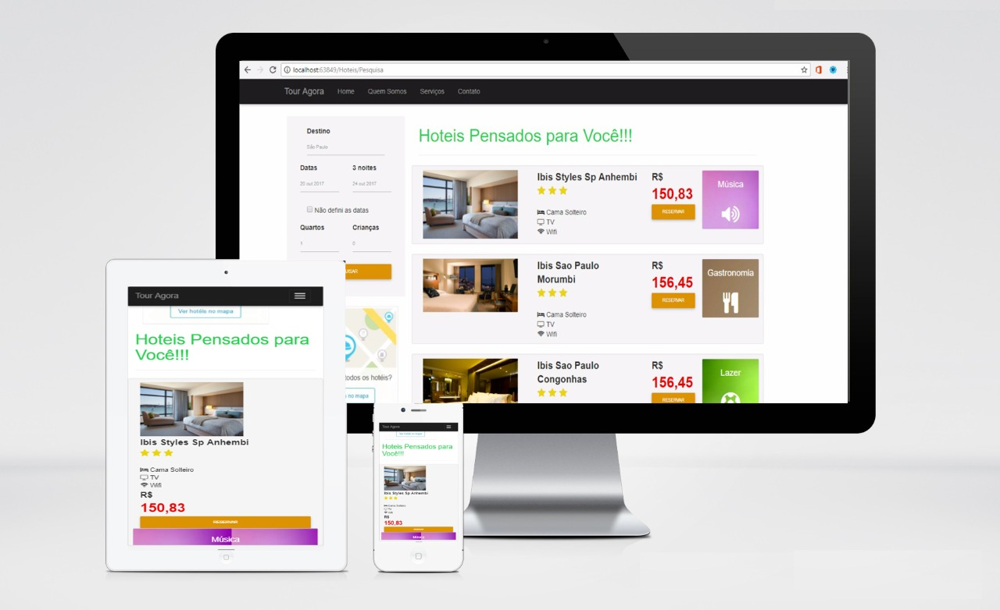 localhost:63849/Hoteis/Pesquisa
Tour Agora Home Quem Somos Serviços Contato
Destino
São Paulo
Datas 3 noites
20 out 2017 24 out 2017
Não defini as datas
Quartos Crianças
1 0
Hoteis Pensados para Você!!!
Ibis Styles Sp Anhembi
Cama Solteiro
TV
Wifi
R$
150,83
RESERVAR
Música
Ibis Sao Paulo
Morumbi
Cama Solteiro
TV
Wifi
R$
156,45
RESERVAR
Gastronomia
Ibis Sao Paulo
Congonhas
R$
156,45
RESERVAR
Lazer
todos os hotéis?
no mapa
Tour Agora
Ver hotéis no mapa
Hoteis Pensados para
Você!!!
Ibis Styles Sp Anhembi
Cama Solteiro
TV
Wifi
R$
150,83
RESERVAR
Música
Tour Agora
Ver hotéis no mapa
Hoteis Pensados para
Você!!!
Ibis Styles Sp Anhembi
Cama Solteiro
TV
Wifi
R$
150,83
Música